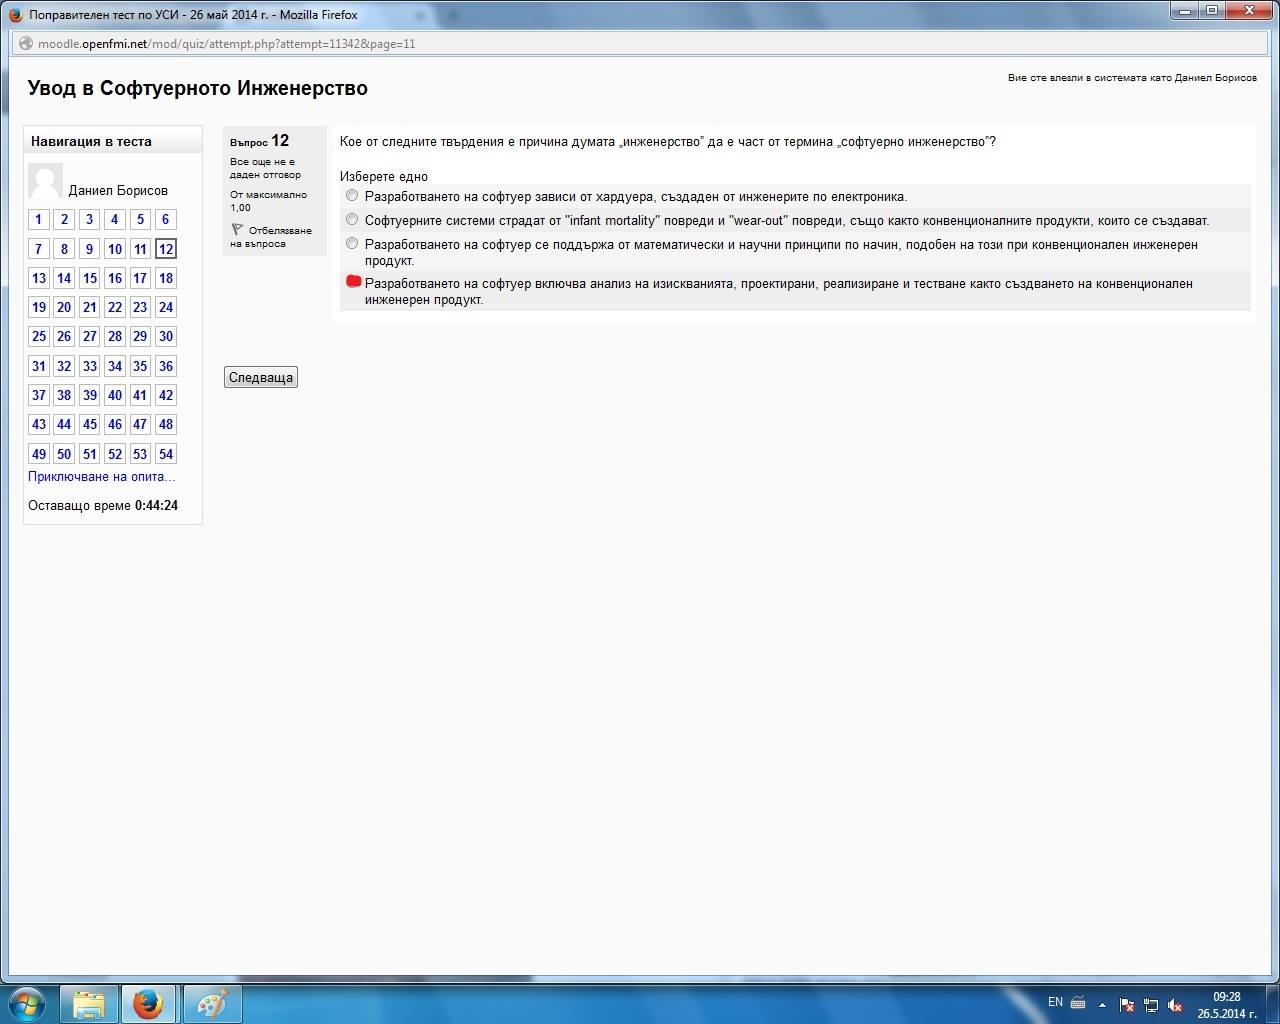 Поправителен тест по УСИ - 26 май 2014 г. - Mozilla Firefox
moodle.openfmi.net/mod/quiz/attempt.php?attempt=11342&page=11
Вие сте влезли в системата като Даниел Борисов
Увод в Софтуерното Инженерство
Навигация в теста
Даниел Борисов
1 2 3 4 5 6
7 8 9 10 11 12
13 14 15 16 17 18
19 20 21 22 23 24
25 26 27 28 29 30
31 32 33 34 35 36
37 38 39 40 41 42
43 44 45 46 47 48
49 50 51 52 53 54
Приключване на опита...
Оставащо време 0:44:24
Въпрос 12
Все още не е
даден отговор
От максимално
1,00
Отбелязване
на въпроса
Кое от следните твърдения е причина думата „инженерство” да е част от термина „софтуерно инженерство”?
Изберете едно
Разработването на софтуер зависи от хардуера, създаден от инженерите по електроника.
Софтуерните системи страдат от "infant mortality" повреди и "wear-out" повреди, също както конвенционалните продукти, които се създават.
Разработването на софтуер се поддържа от математически и научни принципи по начин, подобен на този при конвенционален инженерен
продукт.
Разработването на софтуер включва анализ на изискванията, проектирани, реализиране и тестване както създването на конвенционален
инженерен продукт.
Следваща
EN
09:28
26.5.2014 г.